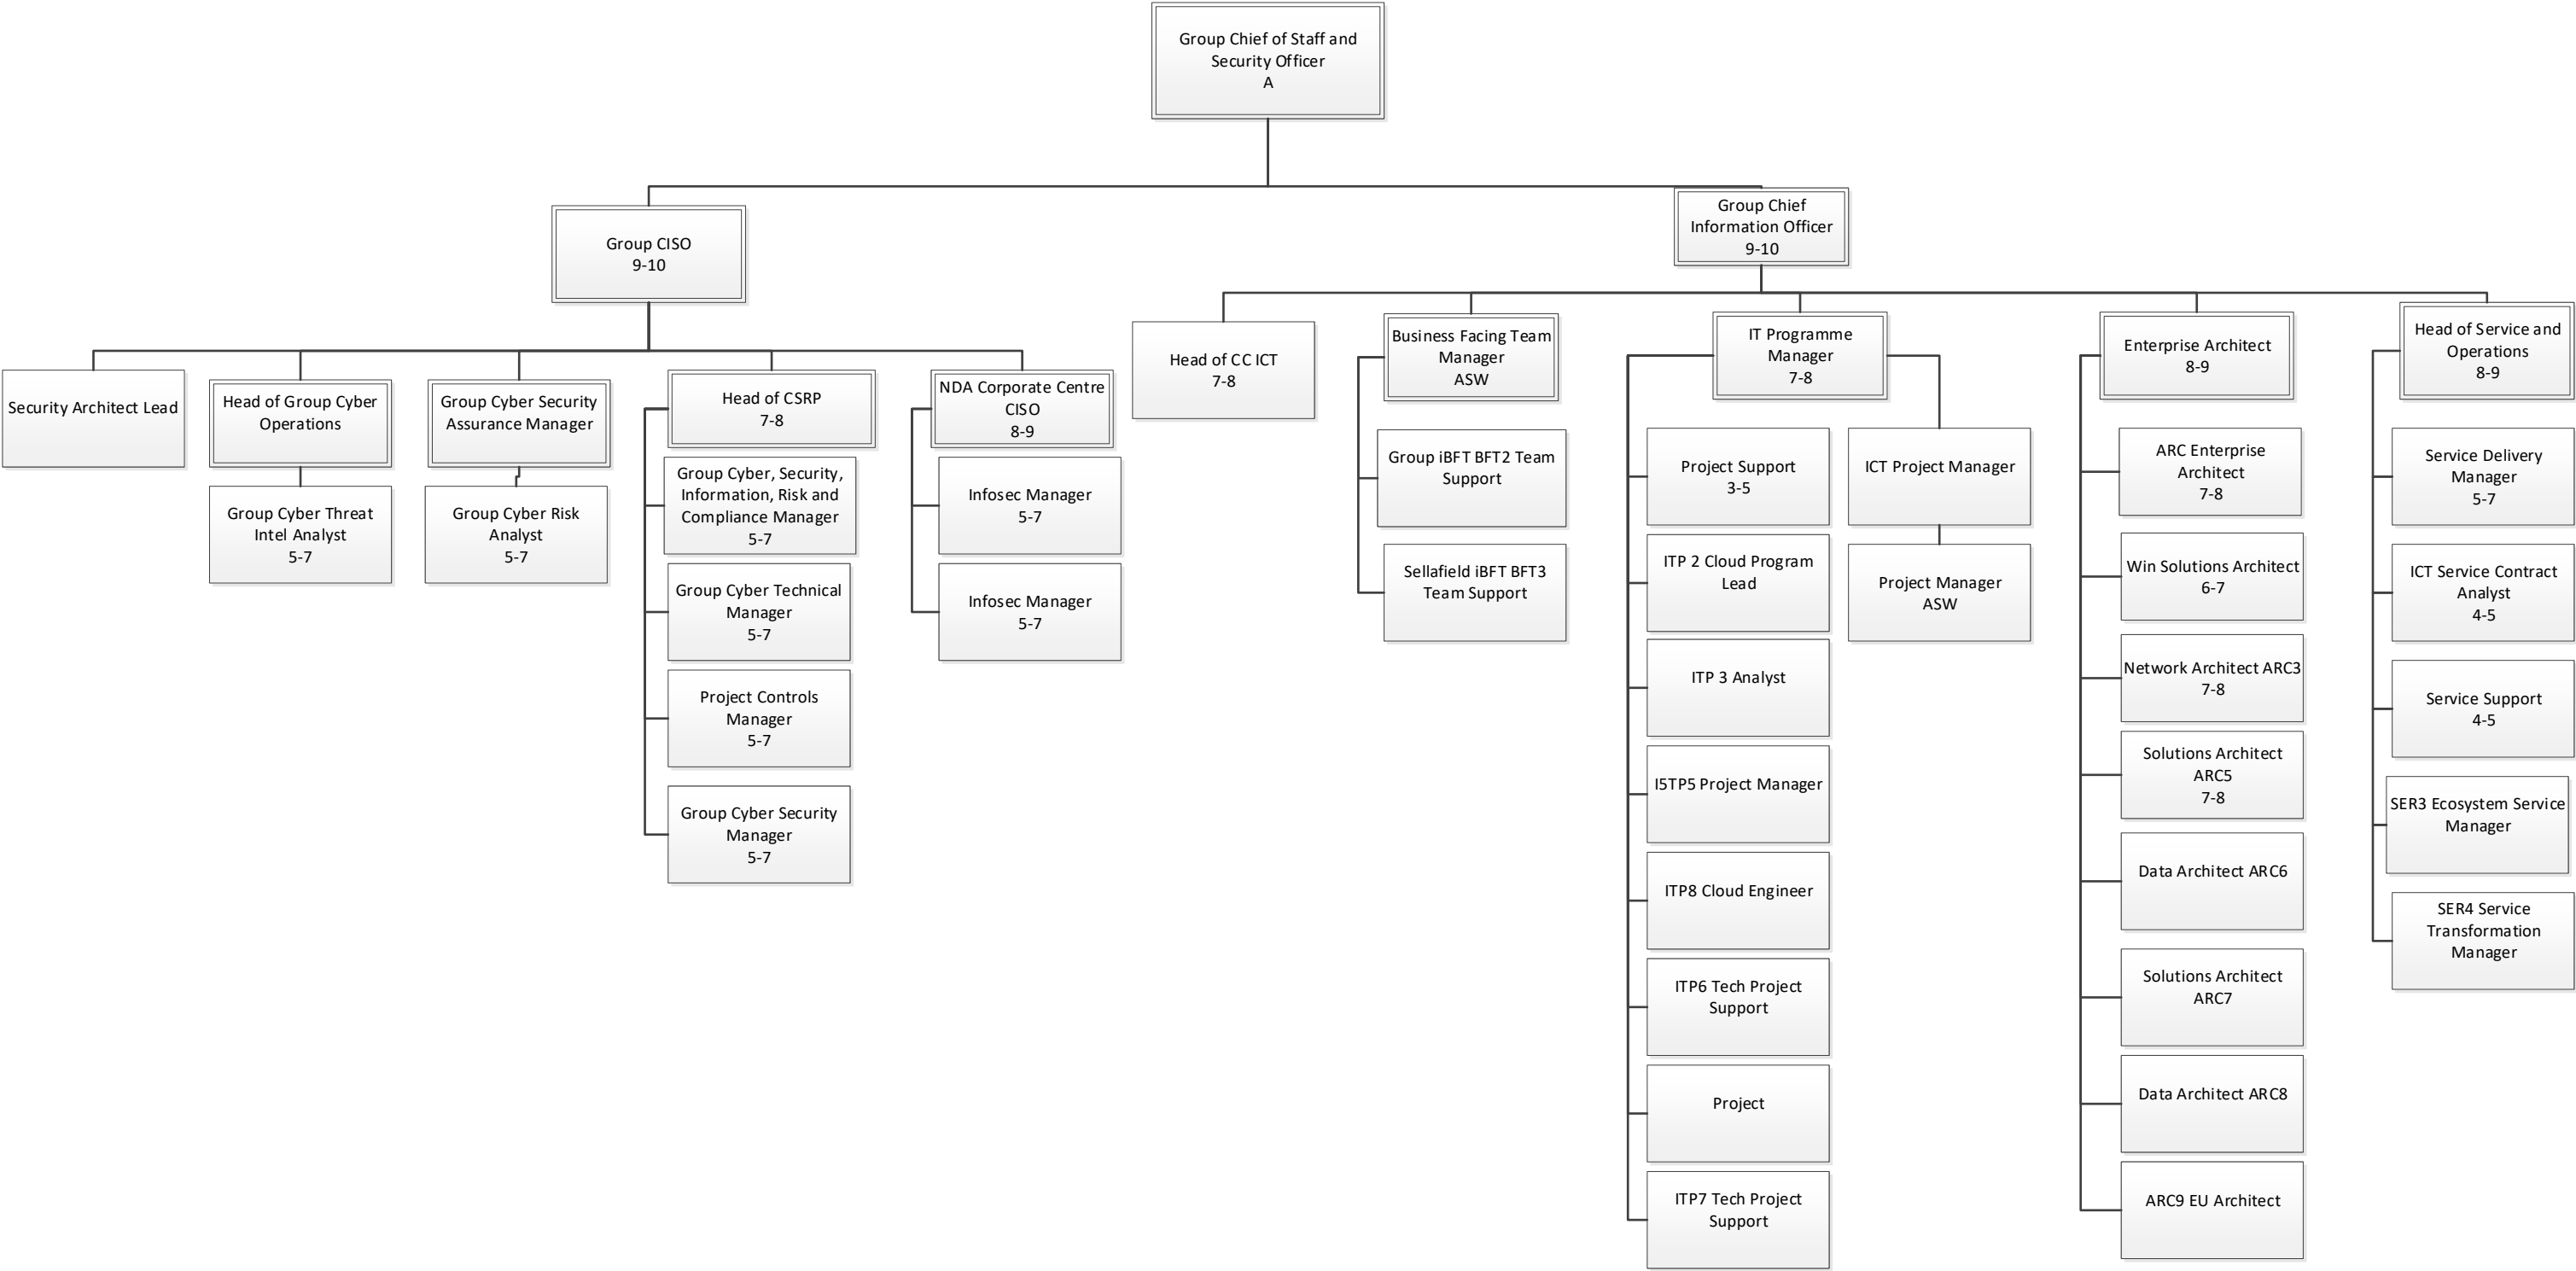 Group Chief of Staff and
Security Officer
A
Group CISO
9-10
Group Chief
Information Officer
9-10
Security Architect Lead
Head of Group Cyber
Operations
Group Cyber Threat
Intel Analyst
5-7
Group Cyber Security
Assurance Manager
Group Cyber Risk
Analyst
5-7
Head of CSRP
7-8
Group Cyber, Security,
Information, Risk and
Compliance Manager
5-7
Group Cyber Technical
Manager
5-7
Project Controls
Manager
5-7
Group Cyber Security
Manager
5-7
NDA Corporate Centre
CISO
8-9
Infosec Manager
5-7
Infosec Manager
5-7
Head of CC ICT
7-8
Business Facing Team
Manager
ASW
Group iBFT BFT2 Team
Support
Sellafield iBFT BFT3
Team Support
IT Programme
Manager
7-8
Project Support
3-5
ITP 2 Cloud Program
Lead
ITP 3 Analyst
I5TP5 Project Manager
ITP8 Cloud Engineer
ITP6 Tech Project
Support
Project
ITP7 Tech Project
Support
ICT Project Manager
Project Manager
ASW
Enterprise Architect
8-9
ARC Enterprise
Architect
7-8
Win Solutions Architect
6-7
Network Architect ARC3
7-8
Solutions Architect
ARC5
7-8
Data Architect ARC6
Solutions Architect
ARC7
Data Architect ARC8
ARC9 EU Architect
Head of Service and
Operations
8-9
Service Delivery
Manager
5-7
ICT Service Contract
Analyst
4-5
Service Support
4-5
SER3 Ecosystem Service
Manager
SER4 Service
Transformation
Manager